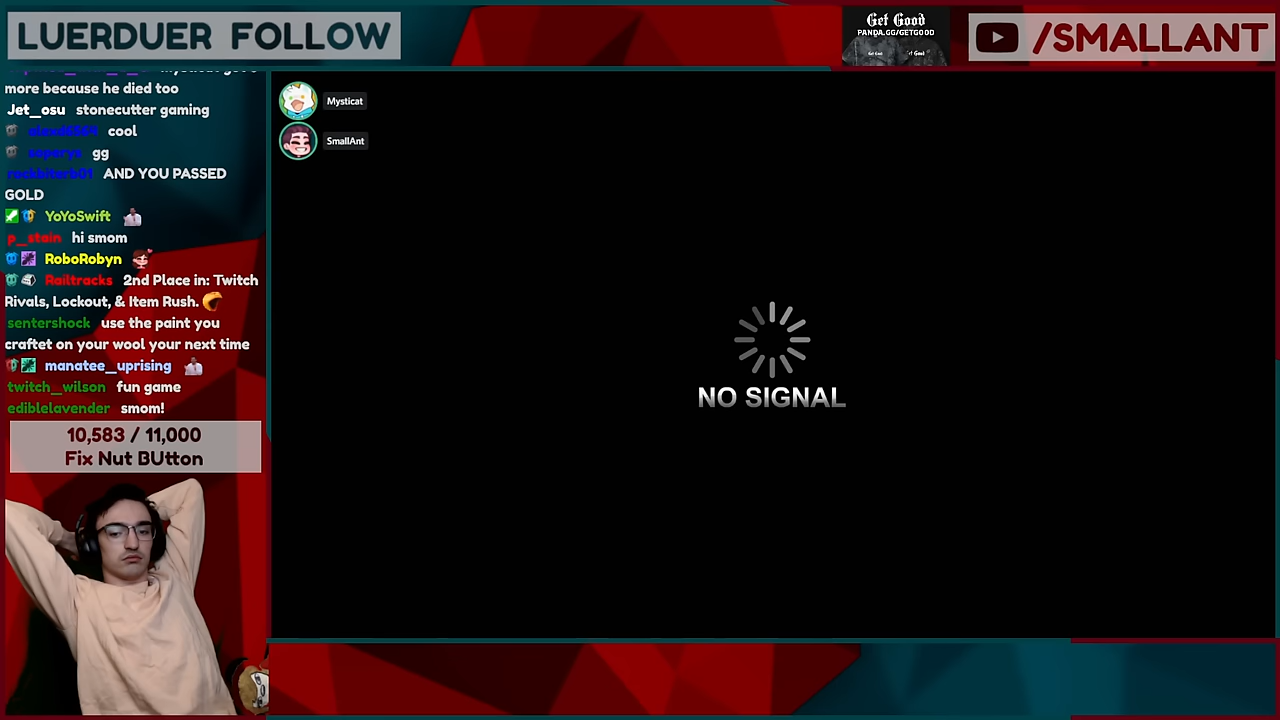 LUERDUER FOLLOW
Get Good
PANDA.GG/GETGOOD
/SMALLANT
more because he died too
Jet_osu stonecutter gaming
cool
gg
rockbiterb01 AND YOU PASSED
GOLD
YoYoSwift
p_stain hi smom
RoboRobyn
Railtracks 2nd Place in: Twitch
Rivals, Lockout, & Item Rush.
sentershock use the paint you
craftet on your wool your next time
manatee_uprising
twitch_wilson fun game
ediblelavender smom!
10,583 / 11,000
Fix Nut BUtton
Mysticat
SmallAnt
NO SIGNAL